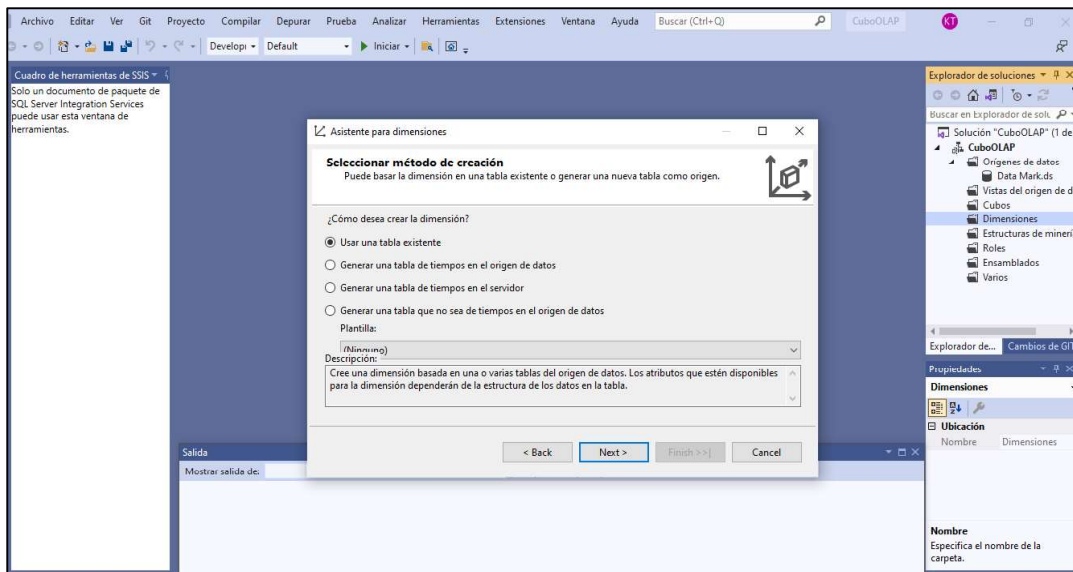 Archivo Editar Ver Git Proyecto Compilar Depurar Prueba Analizar Herramientas Extensiones Ventana Ayuda Buscar (Ctrl+Q) CuboOLAP KT
Developr Default Iniciar
Cuadro de herramientas de SSIS
Solo un documento de paquete de
SQL Server Integration Services
puede usar esta ventana de
herramientas.
Asistente para dimensiones
Seleccionar método de creación
Puede basar la dimensión en una tabla existente o generar una nueva tabla como origen.
¿Cómo desea crear la dimensión?
Usar una tabla existente
Generar una tabla de tiempos en el origen de datos
Generar una tabla de tiempos en el servidor
Generar una tabla que no sea de tiempos en el origen de datos
Plantilla:
(Ninguno)
Descripción:
Cree una dimensión basada en una o varias tablas del origen de datos. Los atributos que estén disponibles
para la dimensión dependerán de la estructura de los datos en la tabla.
< Back Next > Finish >>| Cancel
Salida
Mostrar salida de:
Explorador de soluciones
Buscar en Explorador de solu
Solución "CuboOLAP" (1 de
CuboOLAP
Orígenes de datos
Data Mark.ds
Vistas del origen de d
Cubos
Dimensiones
Estructuras de minerí
Roles
Ensamblados
Varios
Explorador de... Cambios de GIT
Propiedades
Dimensiones
Ubicación
Nombre Dimensiones
Nombre
Especifica el nombre de la
carpeta.